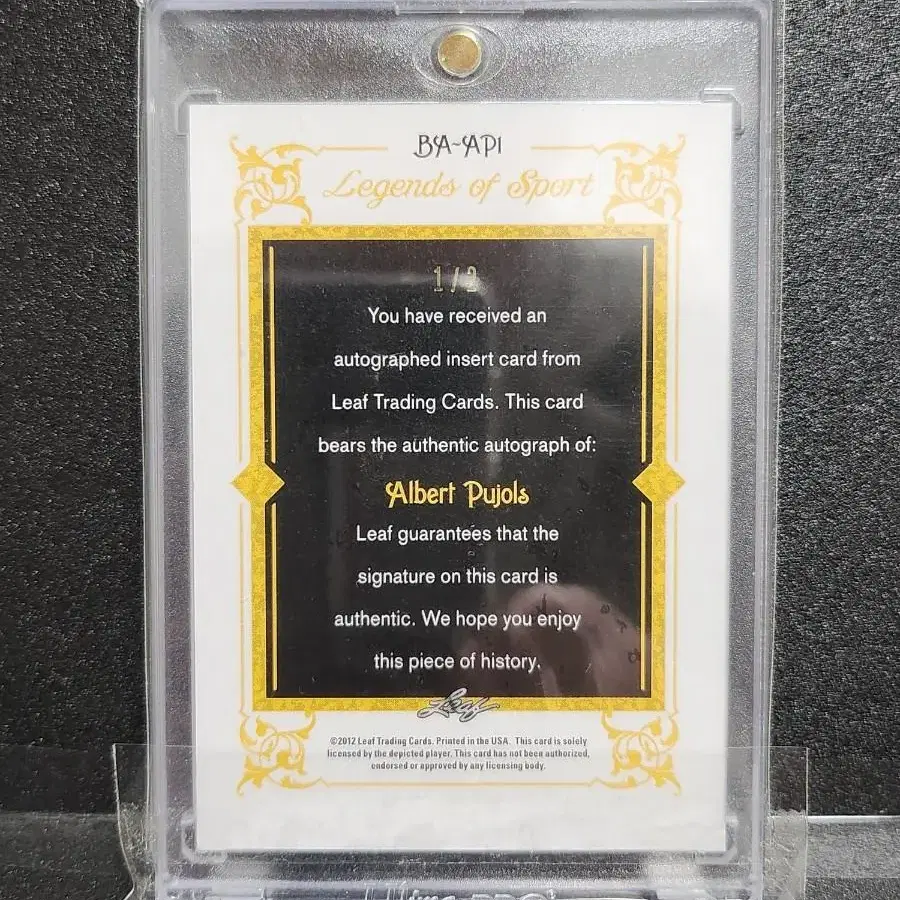 BA-AP1
Legends of Sport
1/2
You have received an
autographed insert card from
Leaf Trading Cards. This card
bears the authentic autograph of:
Albert Pujols
Leaf guarantees that the
signature on this card is
authentic. We hope you enjoy
this piece of history.
Leaf
©2012 Leaf Trading Cards. Printed in the USA. This card is solely
licensed by the depicted player. This card has not been authorized,
endorsed or approved by any licensing body.